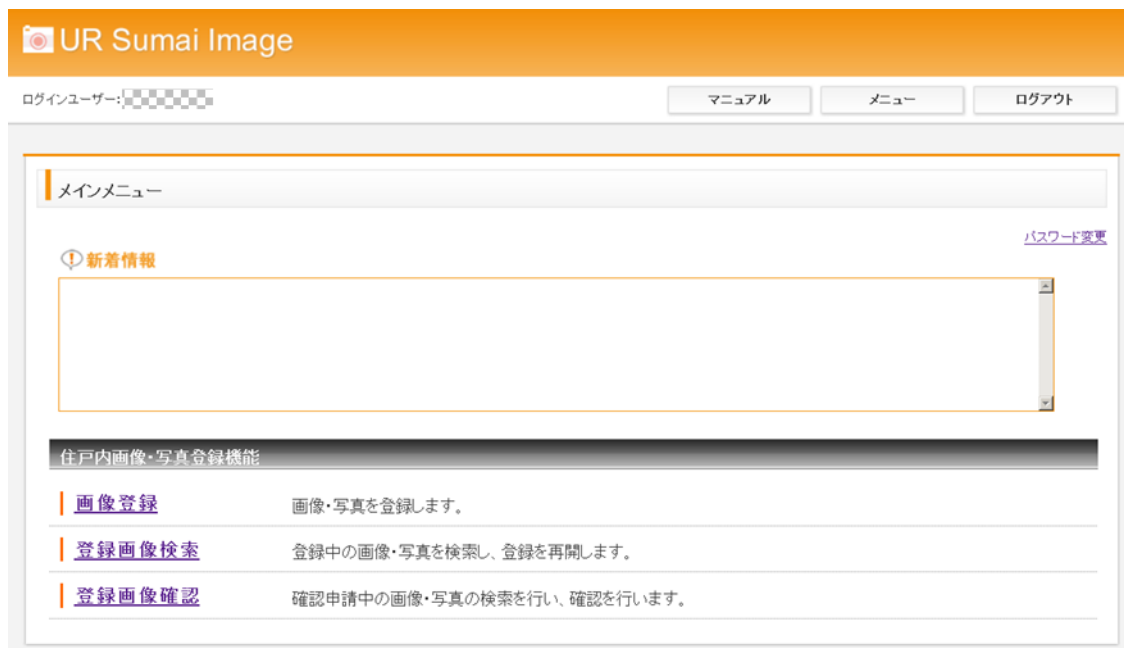 UR Sumai Image
ログインユーザー:
マニュアル メニュー ログアウト
メインメニュー
パスワード変更
新着情報
住戸内画像・写真登録機能
画像登録 画像・写真を登録します。
登録画像検索 登録中の画像・写真を検索し、登録を再開します。
登録画像確認 確認申請中の画像・写真の検索を行い、確認を行います。